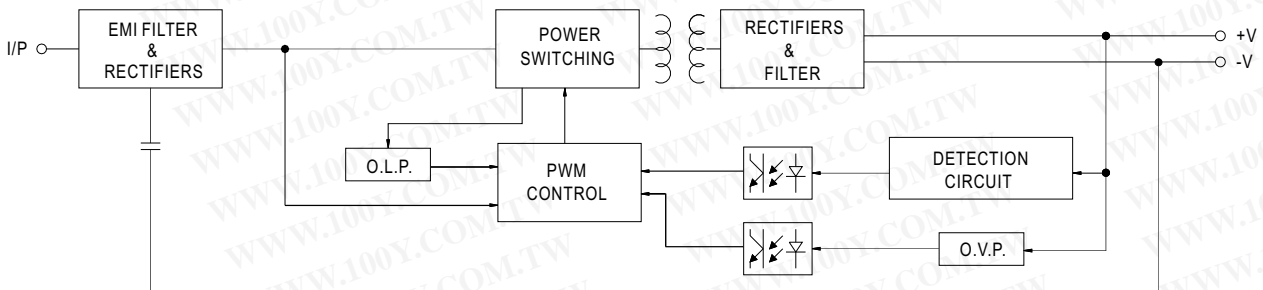 I/P
EMI FILTER
&
RECTIFIERS
POWER
SWITCHING
RECTIFIERS
&
FILTER
+V
-V
O.L.P.
PWM
CONTROL
DETECTION
CIRCUIT
O.V.P.
WWW.100Y.COM.TW